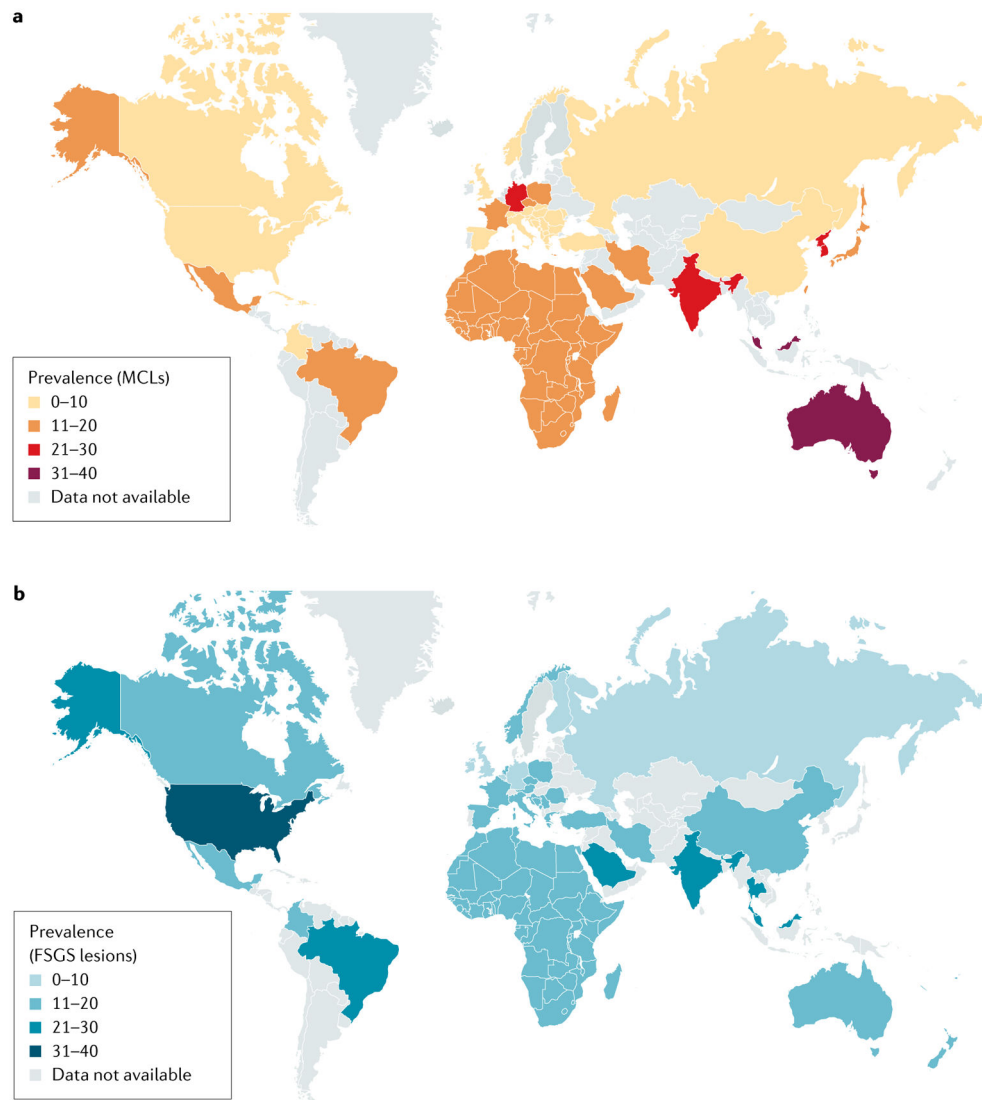 a
Prevalence (MCLs)
0–10
11–20
21–30
31–40
Data not available
b
Prevalence
(FSGS lesions)
0–10
11–20
21–30
31–40
Data not available